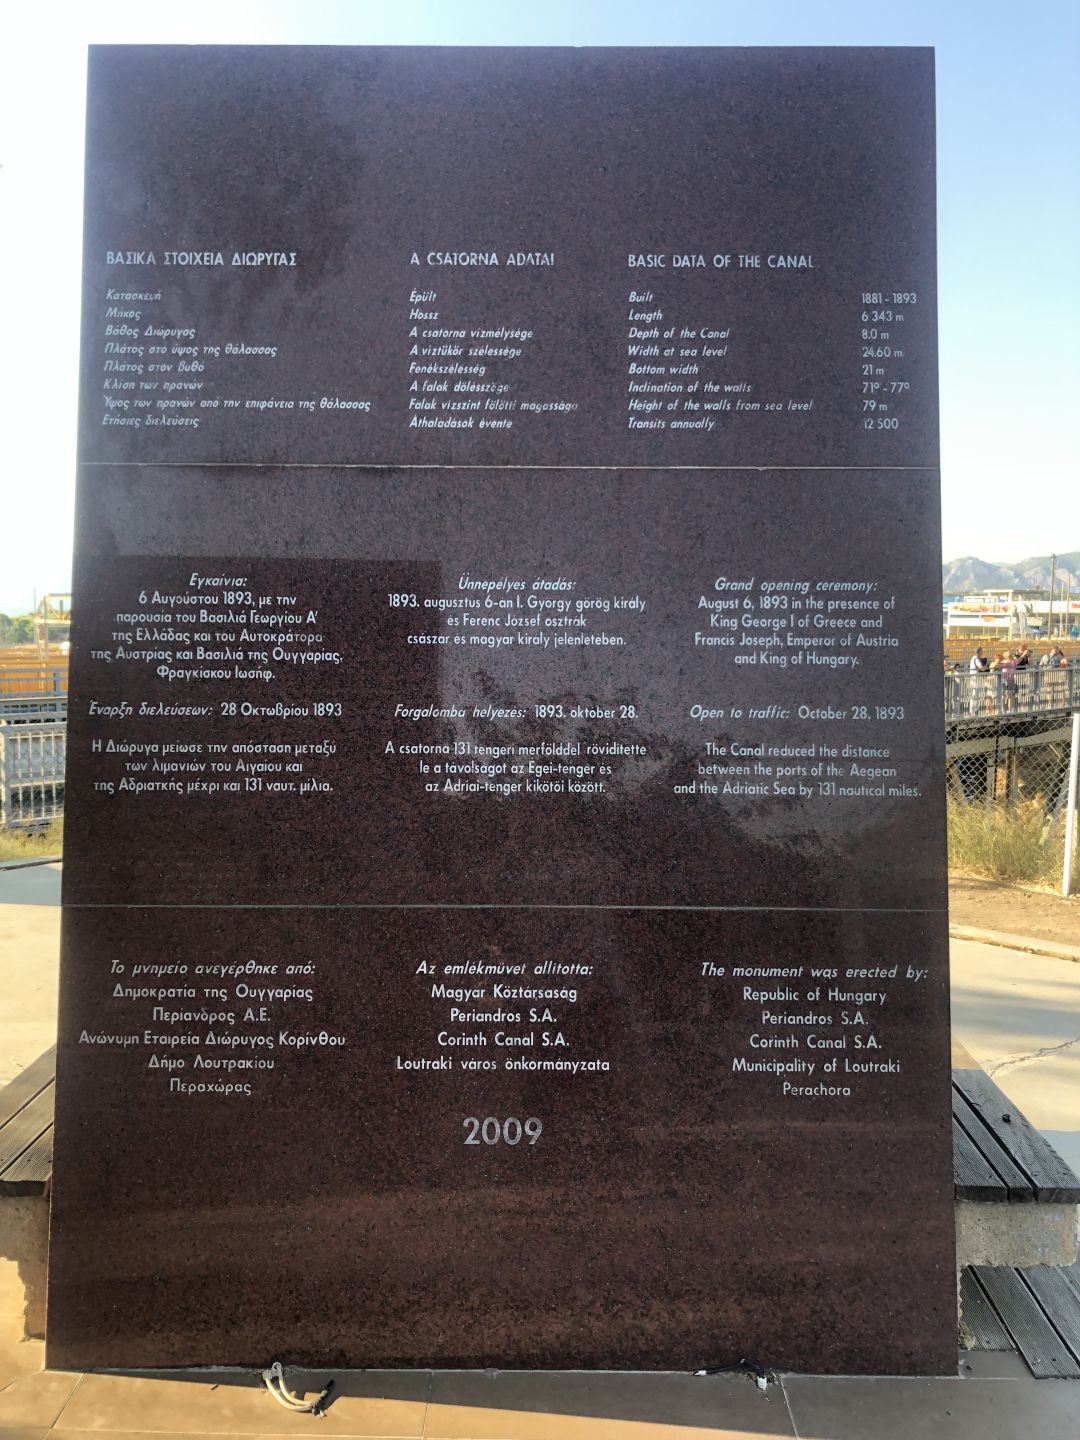 ΒΑΣΙΚΑ ΣΤΟΙΧΕΙΑ ΔΙΩΡΥΓΑΣ
Κατασκευή
Μήκος
Βάθος Διώρυγας
Πλάτος στο ύψος της θάλασσας
Πλάτος στον βυθό
Κλίση των πρανών
Ύψος των πρανών από την επιφάνεια της θάλασσας
Ετήσιες διελεύσεις
A CSATORNA ADATAI
Épült
Hossz
A csatorna vízmélysége
A víztükör szélessége
Fenékszélesség
A falak dőlésszöge
Falak vízszint fölötti magassága
Áthaladások évente
BASIC DATA OF THE CANAL
Built 1881 - 1893
Length 6 343 m
Depth of the Canal 8.0 m
Width at sea level 24.60 m
Bottom width 21 m
Inclination of the walls 71º - 77º
Height of the walls from sea level 79 m
Transits annually 12 500
Εγκαίνια:
6 Αυγούστου 1893, με την
παρουσία του Βασιλιά Γεωργίου Α'
της Ελλάδας και του Αυτοκράτορα
της Αυστρίας και Βασιλιά της Ουγγαρίας,
Φραγκίσκου Ιωσήφ.
Έναρξη διελεύσεων: 28 Οκτωβρίου 1893
Η Διώρυγα μείωσε την απόσταση μεταξύ
των λιμανιών του Αιγαίου και
της Αδριατκής μέχρι και 131 ναυτ. μίλια.
Ünnepélyes átadás:
1893. augusztus 6-án I. György görög király
és Ferenc József osztrák
császár és magyar király jelenlétében.
Forgalomba helyezés: 1893. október 28.
A csatorna 131 tengeri mérfölddel rövidítette
le a távolságot az Égei-tenger és
az Adriai-tenger kikötői között.
Grand opening ceremony:
August 6, 1893 in the presence of
King George I of Greece and
Francis Joseph, Emperor of Austria
and King of Hungary.
Open to traffic: October 28, 1893
The Canal reduced the distance
between the ports of the Aegean
and the Adriatic Sea by 131 nautical miles.
Το μνημείο ανεγέρθηκε από:
Δημοκρατία της Ουγγαρίας
Περίανδρος Α.Ε.
Ανώνυμη Εταιρεία Διώρυγος Κορίνθου
Δήμο Λουτρακίου
Περαχώρας
Az emlékművet állította:
Magyar Köztársaság
Periandros S.A.
Corinth Canal S.A.
Loutraki város önkormányzata
The monument was erected by:
Republic of Hungary
Periandros S.A.
Corinth Canal S.A.
Municipality of Loutraki
Perachora
2009